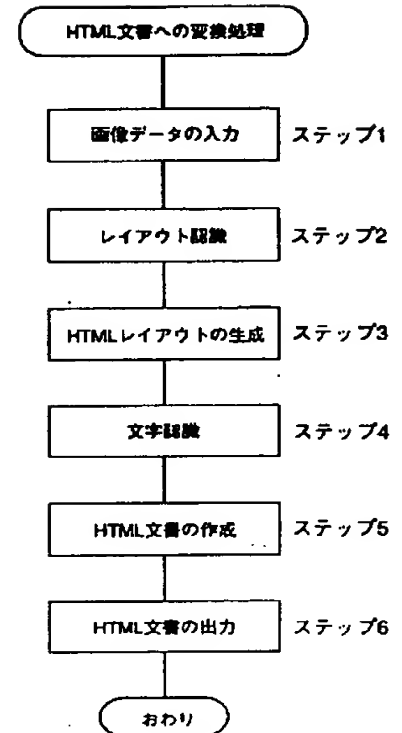 HTML文書への変換処理
画像データの入力 ステップ1
レイアウト認識 ステップ2
HTMLレイアウトの生成 ステップ3
文字認識 ステップ4
HTML文書の作成 ステップ5
HTML文書の出力 ステップ6
おわり